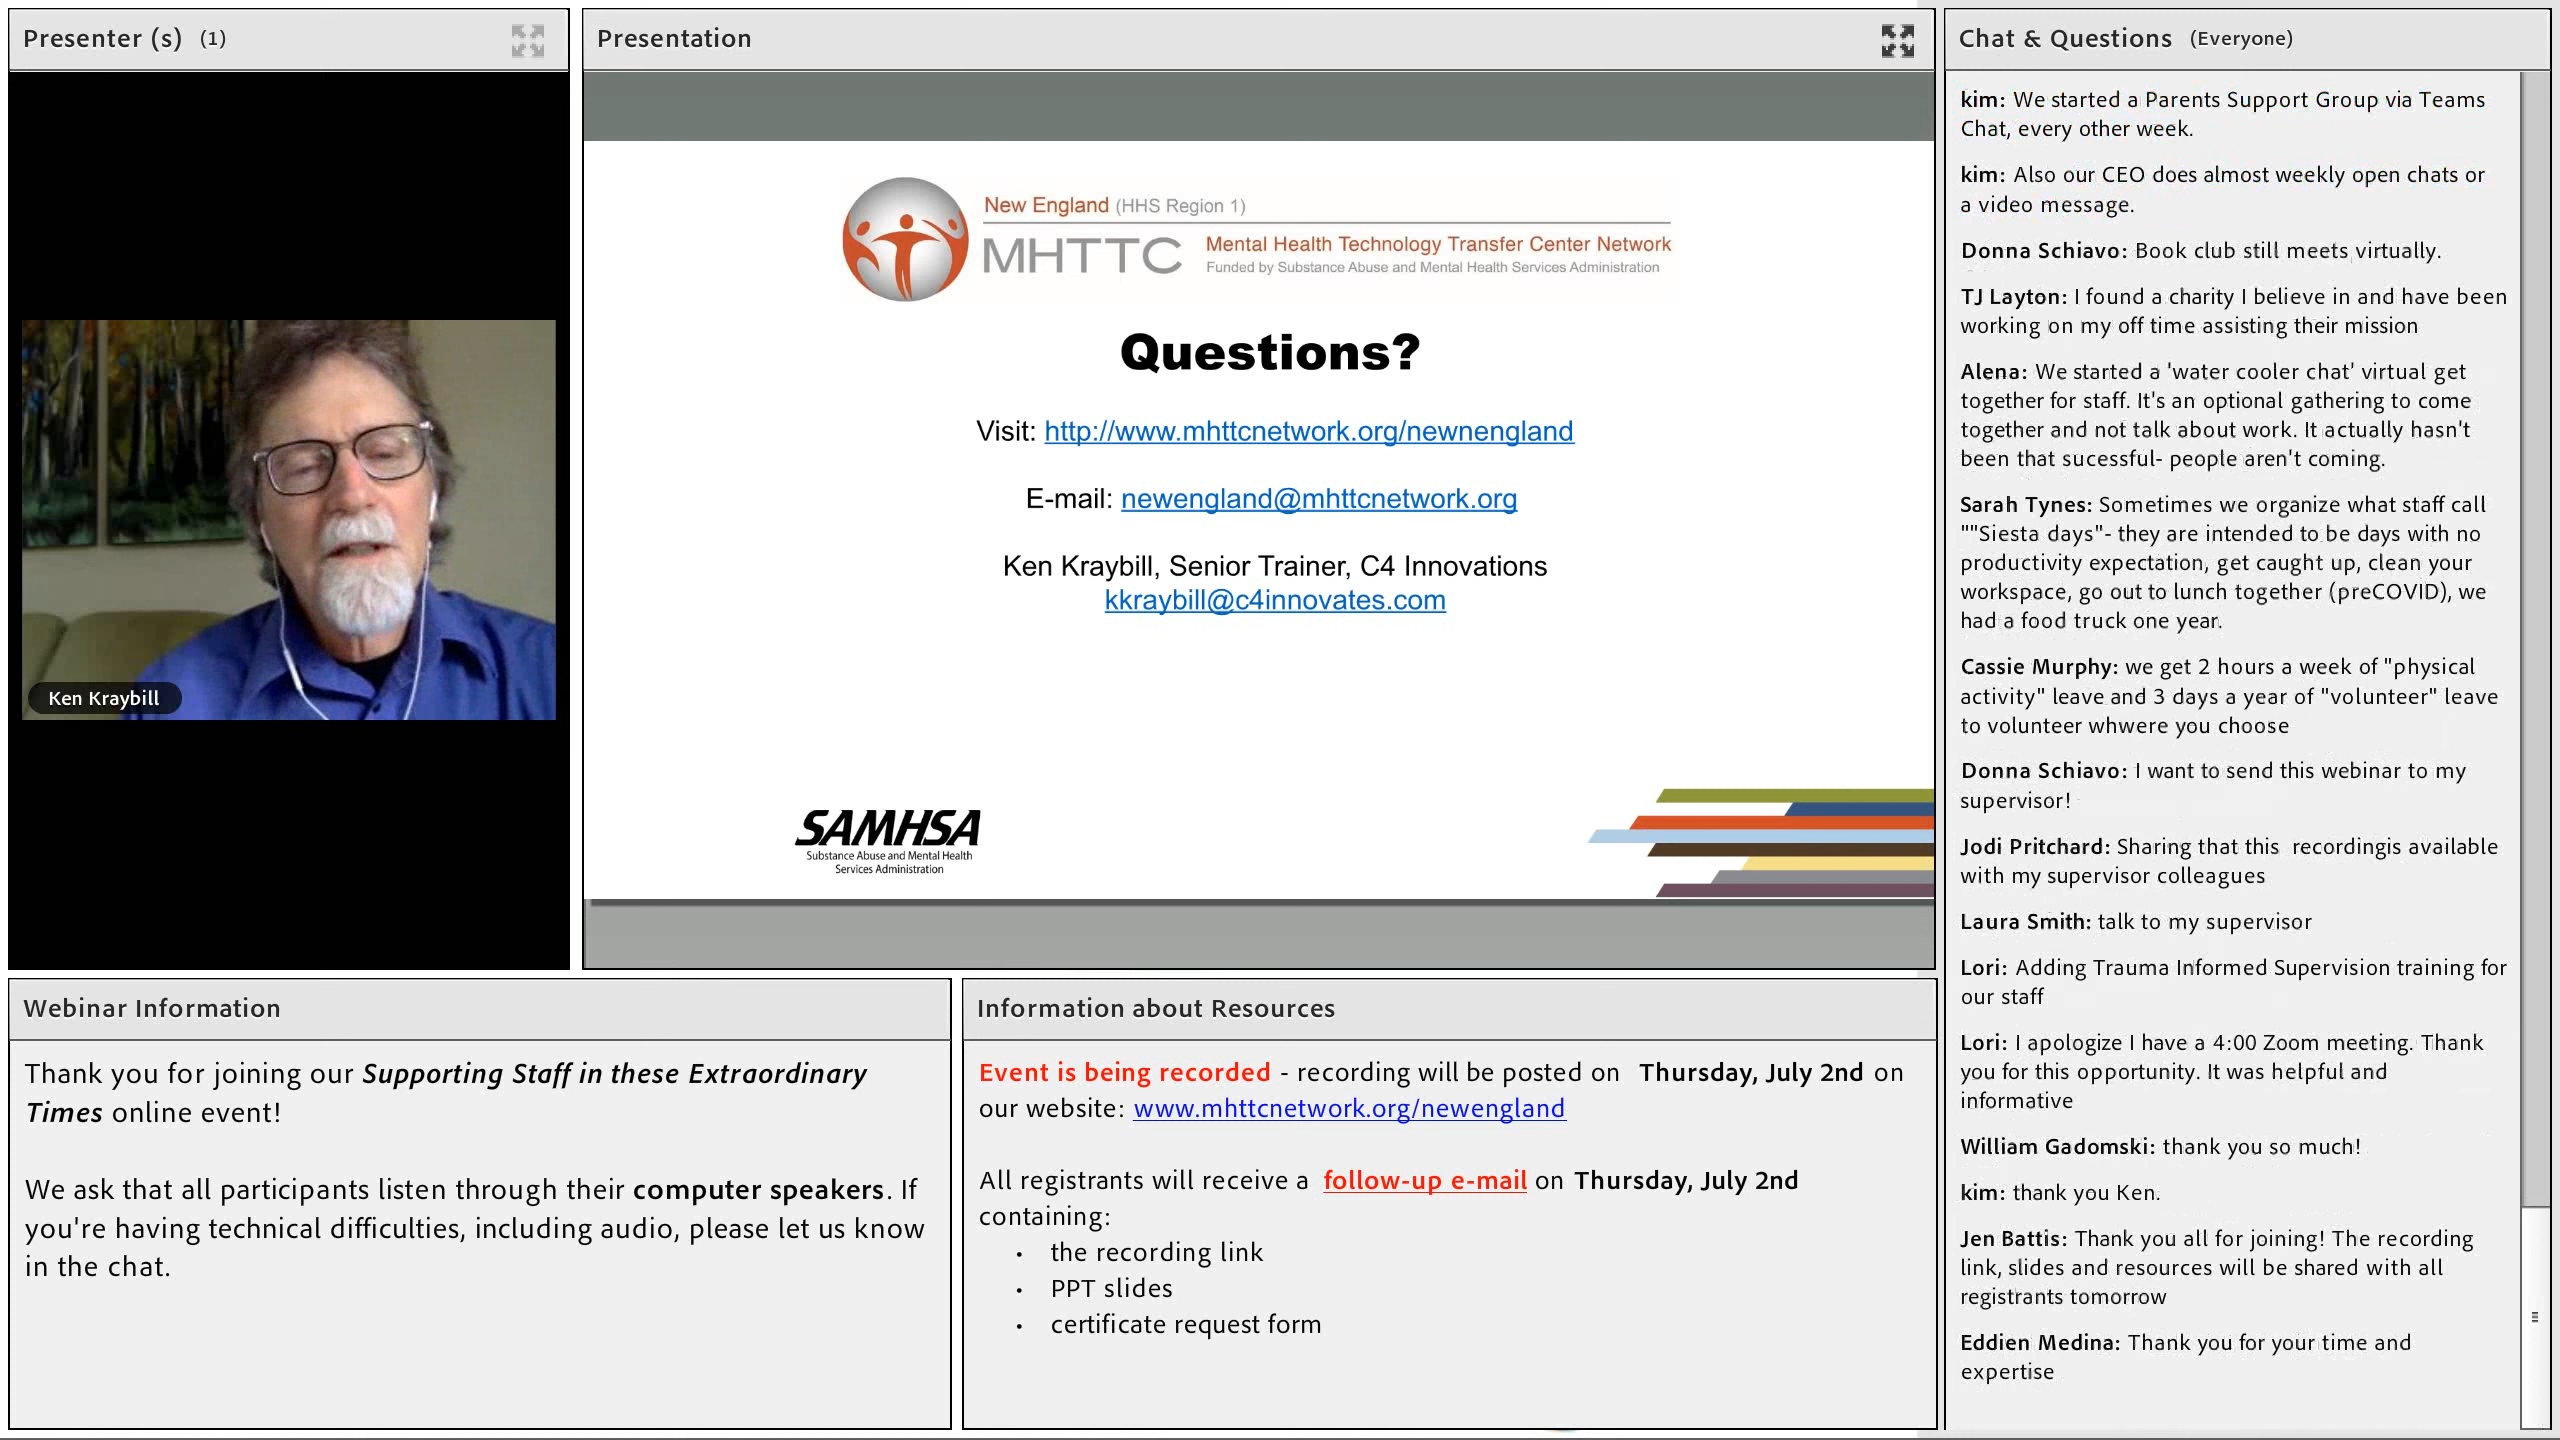 Presenter (s) (1)
Ken Kraybill
Presentation
New England (HHS Region 1)
MHTTC
Mental Health Technology Transfer Center Network
Funded by Substance Abuse and Mental Health Services Administration
Questions?
Visit: http://www.mhttcnetwork.org/newnengland
E-mail: newengland@mhttcnetwork.org
Ken Kraybill, Senior Trainer, C4 Innovations
kkraybill@c4innovates.com
SAMHSA
Substance Abuse and Mental Health
Services Administration
Webinar Information
Thank you for joining our Supporting Staff in these Extraordinary
Times online event!
We ask that all participants listen through their computer speakers. If
you're having technical difficulties, including audio, please let us know
in the chat.
Information about Resources
Event is being recorded - recording will be posted on Thursday, July 2nd on
our website: www.mhttcnetwork.org/newengland
All registrants will receive a follow-up e-mail on Thursday, July 2nd
containing:
• the recording link
• PPT slides
• certificate request form
Chat & Questions (Everyone)
kim: We started a Parents Support Group via Teams
Chat, every other week.
kim: Also our CEO does almost weekly open chats or
a video message.
Donna Schiavo: Book club still meets virtually.
TJ Layton: I found a charity I believe in and have been
working on my off time assisting their mission
Alena: We started a 'water cooler chat' virtual get
together for staff. It's an optional gathering to come
together and not talk about work. It actually hasn't
been that sucessful- people aren't coming.
Sarah Tynes: Sometimes we organize what staff call
""Siesta days"- they are intended to be days with no
productivity expectation, get caught up, clean your
workspace, go out to lunch together (preCOVID), we
had a food truck one year.
Cassie Murphy: we get 2 hours a week of "physical
activity" leave and 3 days a year of "volunteer" leave
to volunteer whwere you choose
Donna Schiavo: I want to send this webinar to my
supervisor!
Jodi Pritchard: Sharing that this recordingis available
with my supervisor colleagues
Laura Smith: talk to my supervisor
Lori: Adding Trauma Informed Supervision training for
our staff
Lori: I apologize I have a 4:00 Zoom meeting. Thank
you for this opportunity. It was helpful and
informative
William Gadomski: thank you so much!
kim: thank you Ken.
Jen Battis: Thank you all for joining! The recording
link, slides and resources will be shared with all
registrants tomorrow
Eddien Medina: Thank you for your time and
expertise